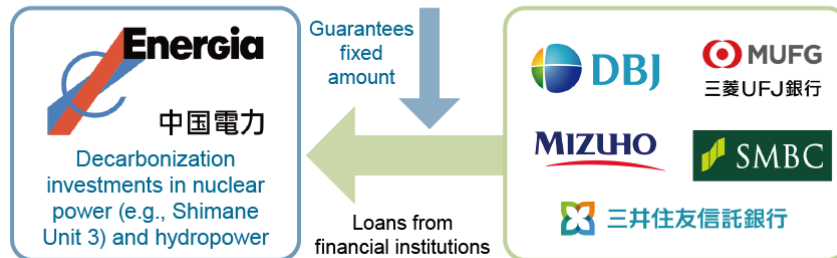 Energia
中国電力
Decarbonization
investments in nuclear
power (e.g., Shimane
Unit 3) and hydropower
Guarantees
fixed
amount
Loans from
financial institutions
DBJ
MUFG
三菱UFJ銀行
MIZUHO
SMBC
三井住友信託銀行